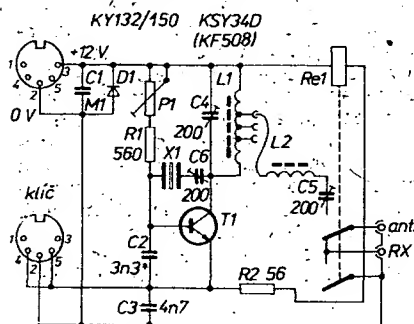 KY132/150 KSY34D
(KF508)
+12 V
1 3
4 5
2
0 V
C1
M1
D1
P1
R1
560
X1
C4
200
C6
200
L1
L2
Re1
C5
200
T1
klíč
1 3
4 5
2
C2
3n3*
C3 4n7
R2 56
ant.
RX